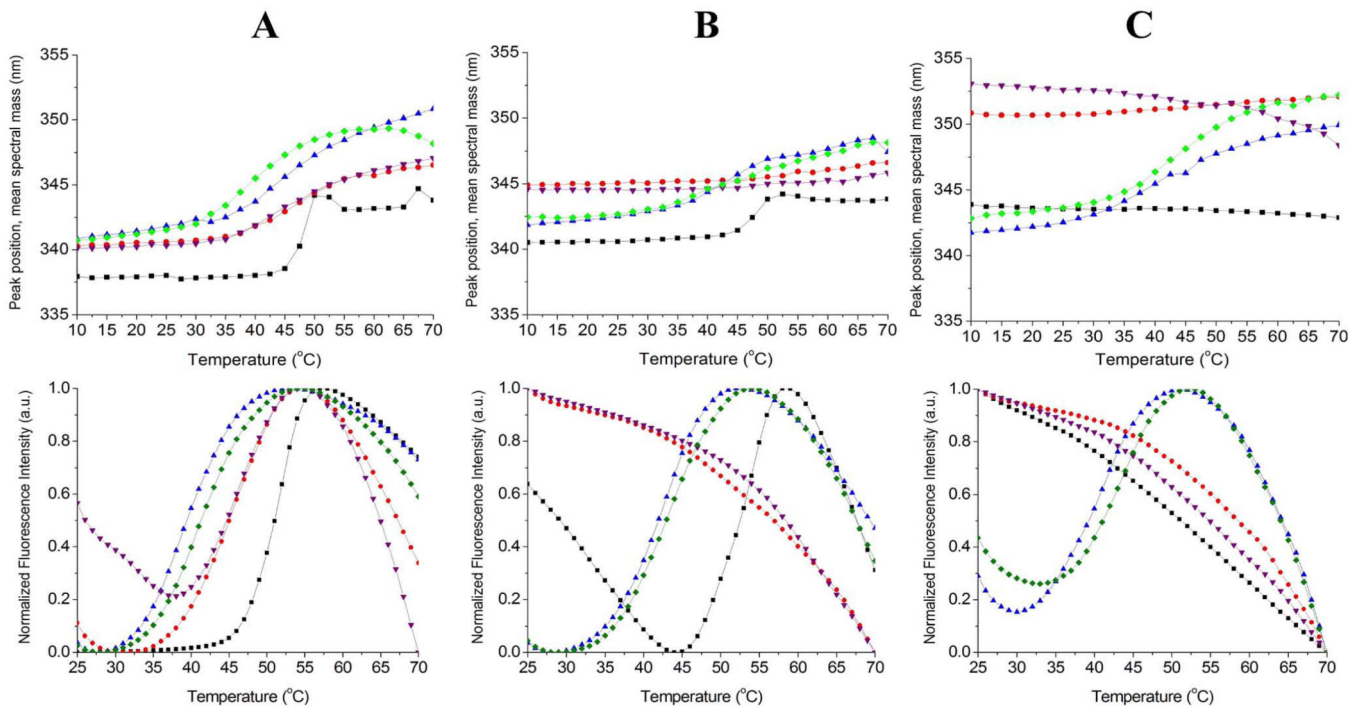 A B C
Peak position, mean spectral mass (nm)
355
350
345
340
335
10 15 20 25 30 35 40 45 50 55 60 65 70
Temperature (°C)
Peak position, mean spectral mass (nm)
355
350
345
340
335
10 15 20 25 30 35 40 45 50 55 60 65 70
Temperature (°C)
Peak position, mean spectral mass (nm)
355
350
345
340
335
10 15 20 25 30 35 40 45 50 55 60 65 70
Temperature (°C)
Normalized Fluorescence Intensity (a.u.)
1.0
0.8
0.6
0.4
0.2
0.0
25 30 35 40 45 50 55 60 65 70
Temperature (°C)
Normalized Fluorescence Intensity (a.u.)
1.0
0.8
0.6
0.4
0.2
0.0
25 30 35 40 45 50 55 60 65 70
Temperature (°C)
Normalized Fluorescence Intensity (a.u.)
1.0
0.8
0.6
0.4
0.2
0.0
25 30 35 40 45 50 55 60 65 70
Temperature (°C)